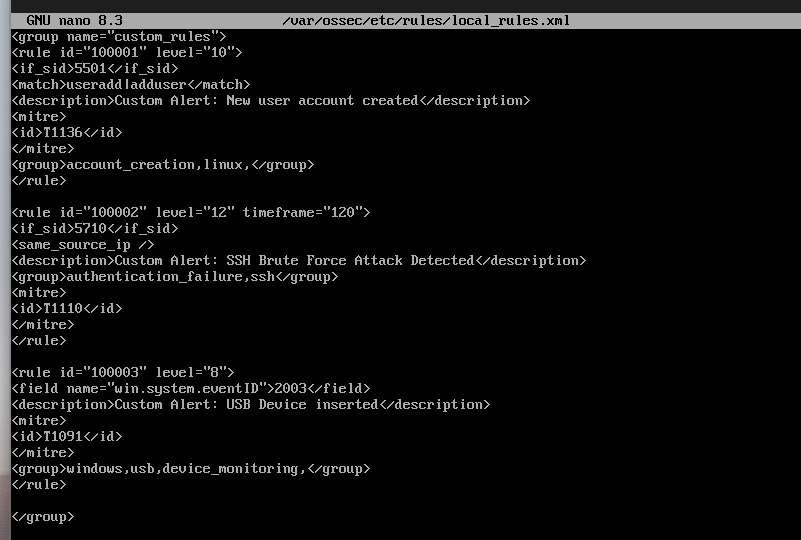 GNU nano 8.3 /var/ossec/etc/rules/local_rules.xml
<group name="custom_rules">
<rule id="100001" level="10">
<if_sid>5501</if_sid>
<match>useradd|adduser</match>
<description>Custom Alert: New user account created</description>
<mitre>
<id>T1136</id>
</mitre>
<group>account_creation,linux,</group>
</rule>
<rule id="100002" level="12" timeframe="120">
<if_sid>5710</if_sid>
<same_source_ip />
<description>Custom Alert: SSH Brute Force Attack Detected</description>
<group>authentication_failure,ssh</group>
<mitre>
<id>T1110</id>
</mitre>
</rule>
<rule id="100003" level="8">
<field name="win.system.eventID">2003</field>
<description>Custom Alert: USB Device inserted</description>
<mitre>
<id>T1091</id>
</mitre>
<group>windows,usb,device_monitoring,</group>
</rule>
</group>